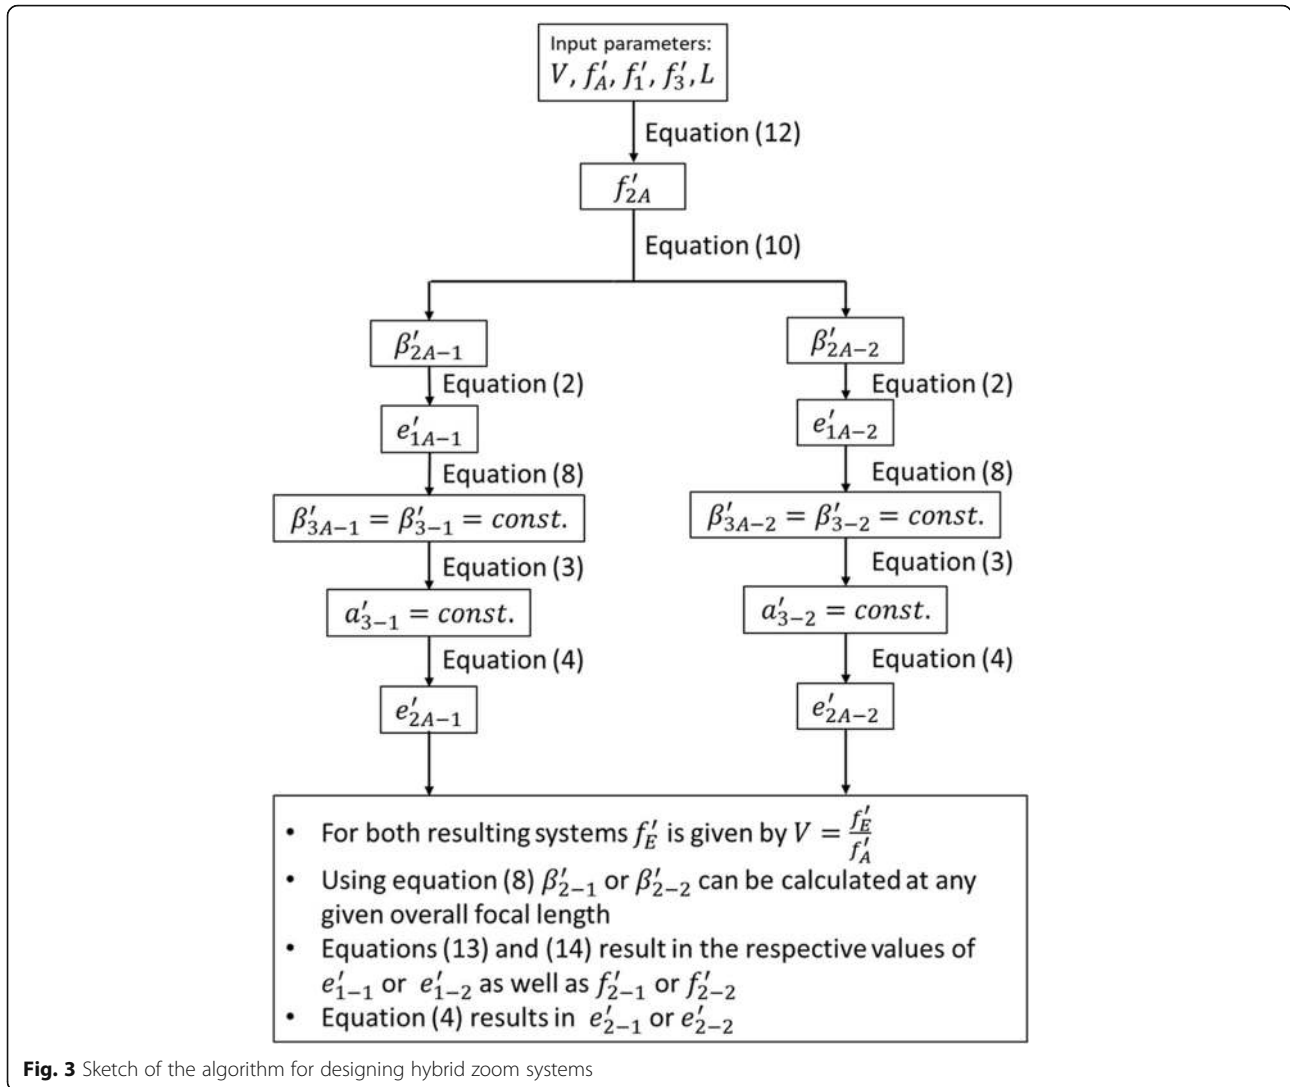 Input parameters:
V, f′_A, f′_1, f′_3, L
Equation (12)
f′_{2A}
Equation (10)
β′_{2A−1}
Equation (2)
e′_{1A−1}
Equation (8)
β′_{3A−1} = β′_{3−1} = const.
Equation (3)
a′_{3−1} = const.
Equation (4)
e′_{2A−1}
β′_{2A−2}
Equation (2)
e′_{1A−2}
Equation (8)
β′_{3A−2} = β′_{3−2} = const.
Equation (3)
a′_{3−2} = const.
Equation (4)
e′_{2A−2}
• For both resulting systems f′_E is given by V = f′_E / f′_A
• Using equation (8) β′_{2−1} or β′_{2−2} can be calculated at any
given overall focal length
• Equations (13) and (14) result in the respective values of
e′_{1−1} or e′_{1−2} as well as f′_{2−1} or f′_{2−2}
• Equation (4) results in e′_{2−1} or e′_{2−2}
Fig. 3 Sketch of the algorithm for designing hybrid zoom systems